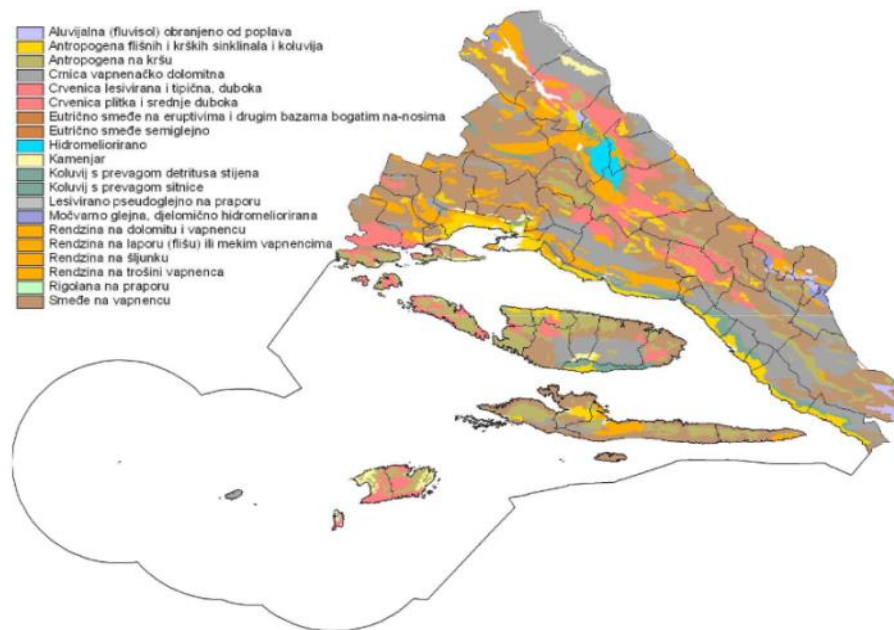 Aluvijalna (fluvisol) obranjeno od poplava
Antropogena flišnih i krških sinklinala i koluvija
Antropogena na kršu
Crnica vapnenačko dolomitna
Crvenica lesivirana i tipična, duboka
Crvenica plitka i srednje duboka
Eutrično smeđe na eruptivima i drugim bazama bogatim na-nosima
Eutrično smeđe semiglejno
Hidromeliorirano
Kamenjar
Koluvij s prevagom detritusa stijena
Koluvij s prevagom sitnice
Lesivirano pseudoglejno na praporu
Močvarno glejna, djelomično hidromeliorirana
Rendzina na dolomitu i vapnencu
Rendzina na laporu (flišu) ili mekim vapnencima
Rendzina na šljunku
Rendzina na trošini vapnenca
Rigolana na praporu
Smeđe na vapnencu